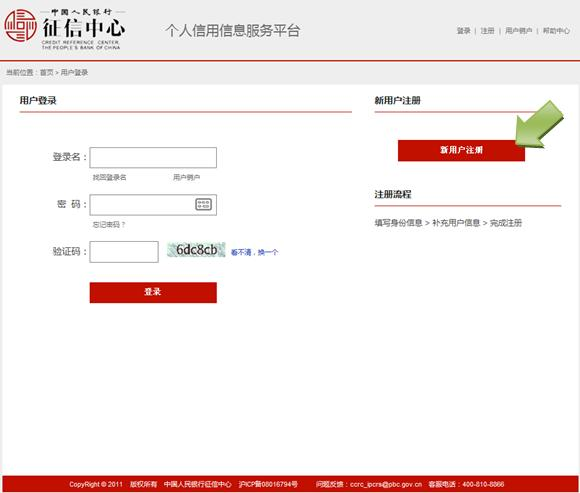 中国人民银行
征信中心
CREDIT REFERENCE CENTER,
THE PEOPLE'S BANK OF CHINA
个人信用信息服务平台
登录 | 注册 | 用户销户 | 帮助中心
当前位置：首页 > 用户登录
用户登录
登录名：
找回登录名 用户销户
密 码：
忘记密码？
验证码： 6dc8cb 看不清，换一个
登录
新用户注册
新用户注册
注册流程
填写身份信息 > 补充用户信息 > 完成注册
CopyRight © 2011 版权所有 中国人民银行征信中心 沪ICP备08016794号 问题反馈：ccrc_ipcrs@pbc.gov.cn 客服电话：400-810-8866